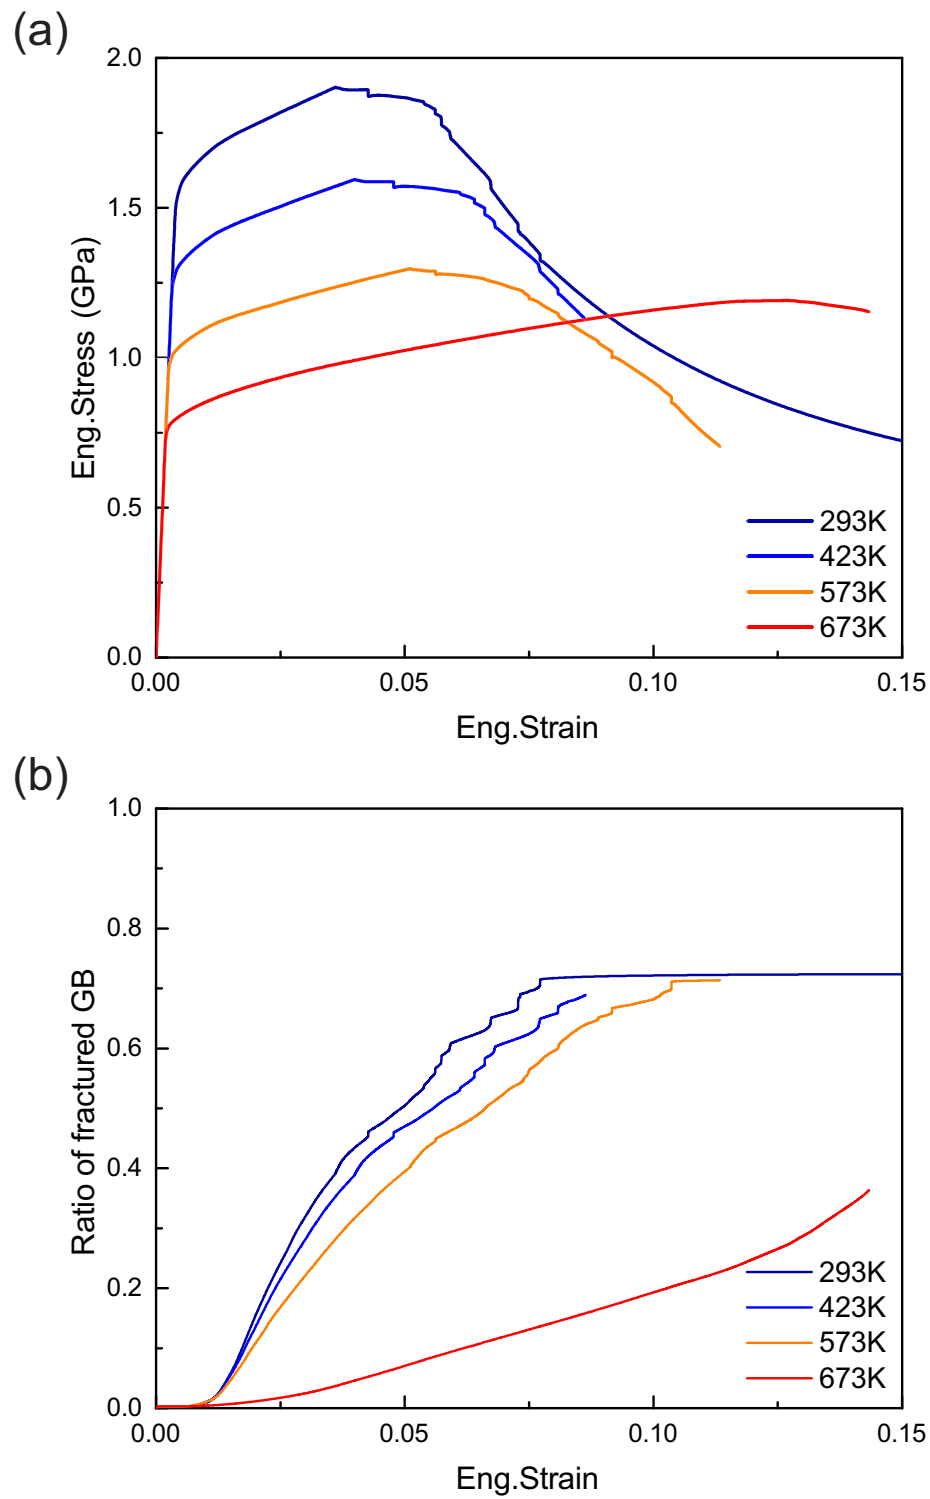 (a)
2.0
1.5
1.0
0.5
0.0
Eng.Stress (GPa)
293K
423K
573K
673K
0.00
0.05
0.10
0.15
Eng.Strain
(b)
1.0
0.8
0.6
0.4
0.2
0.0
Ratio of fractured GB
293K
423K
573K
673K
0.00
0.05
0.10
0.15
Eng.Strain